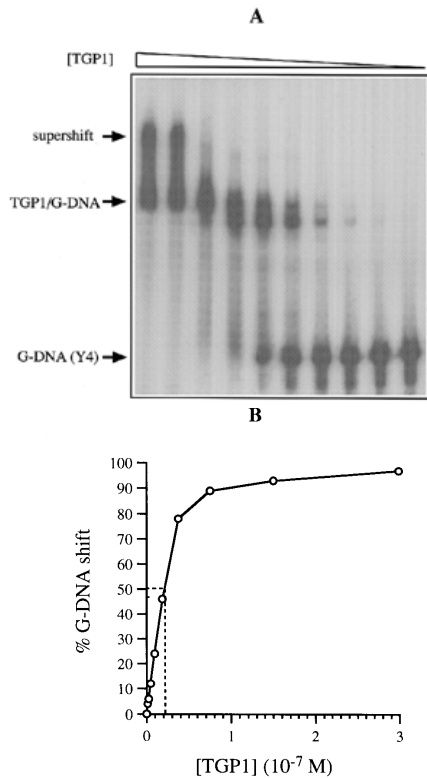 A
[TGP1]
supershift
TGP1/G-DNA
G-DNA (Y4)
B
100
90
80
70
60
50
40
30
20
10
0
% G-DNA shift
0 1 2 3
[TGP1] (10⁻⁷ M)